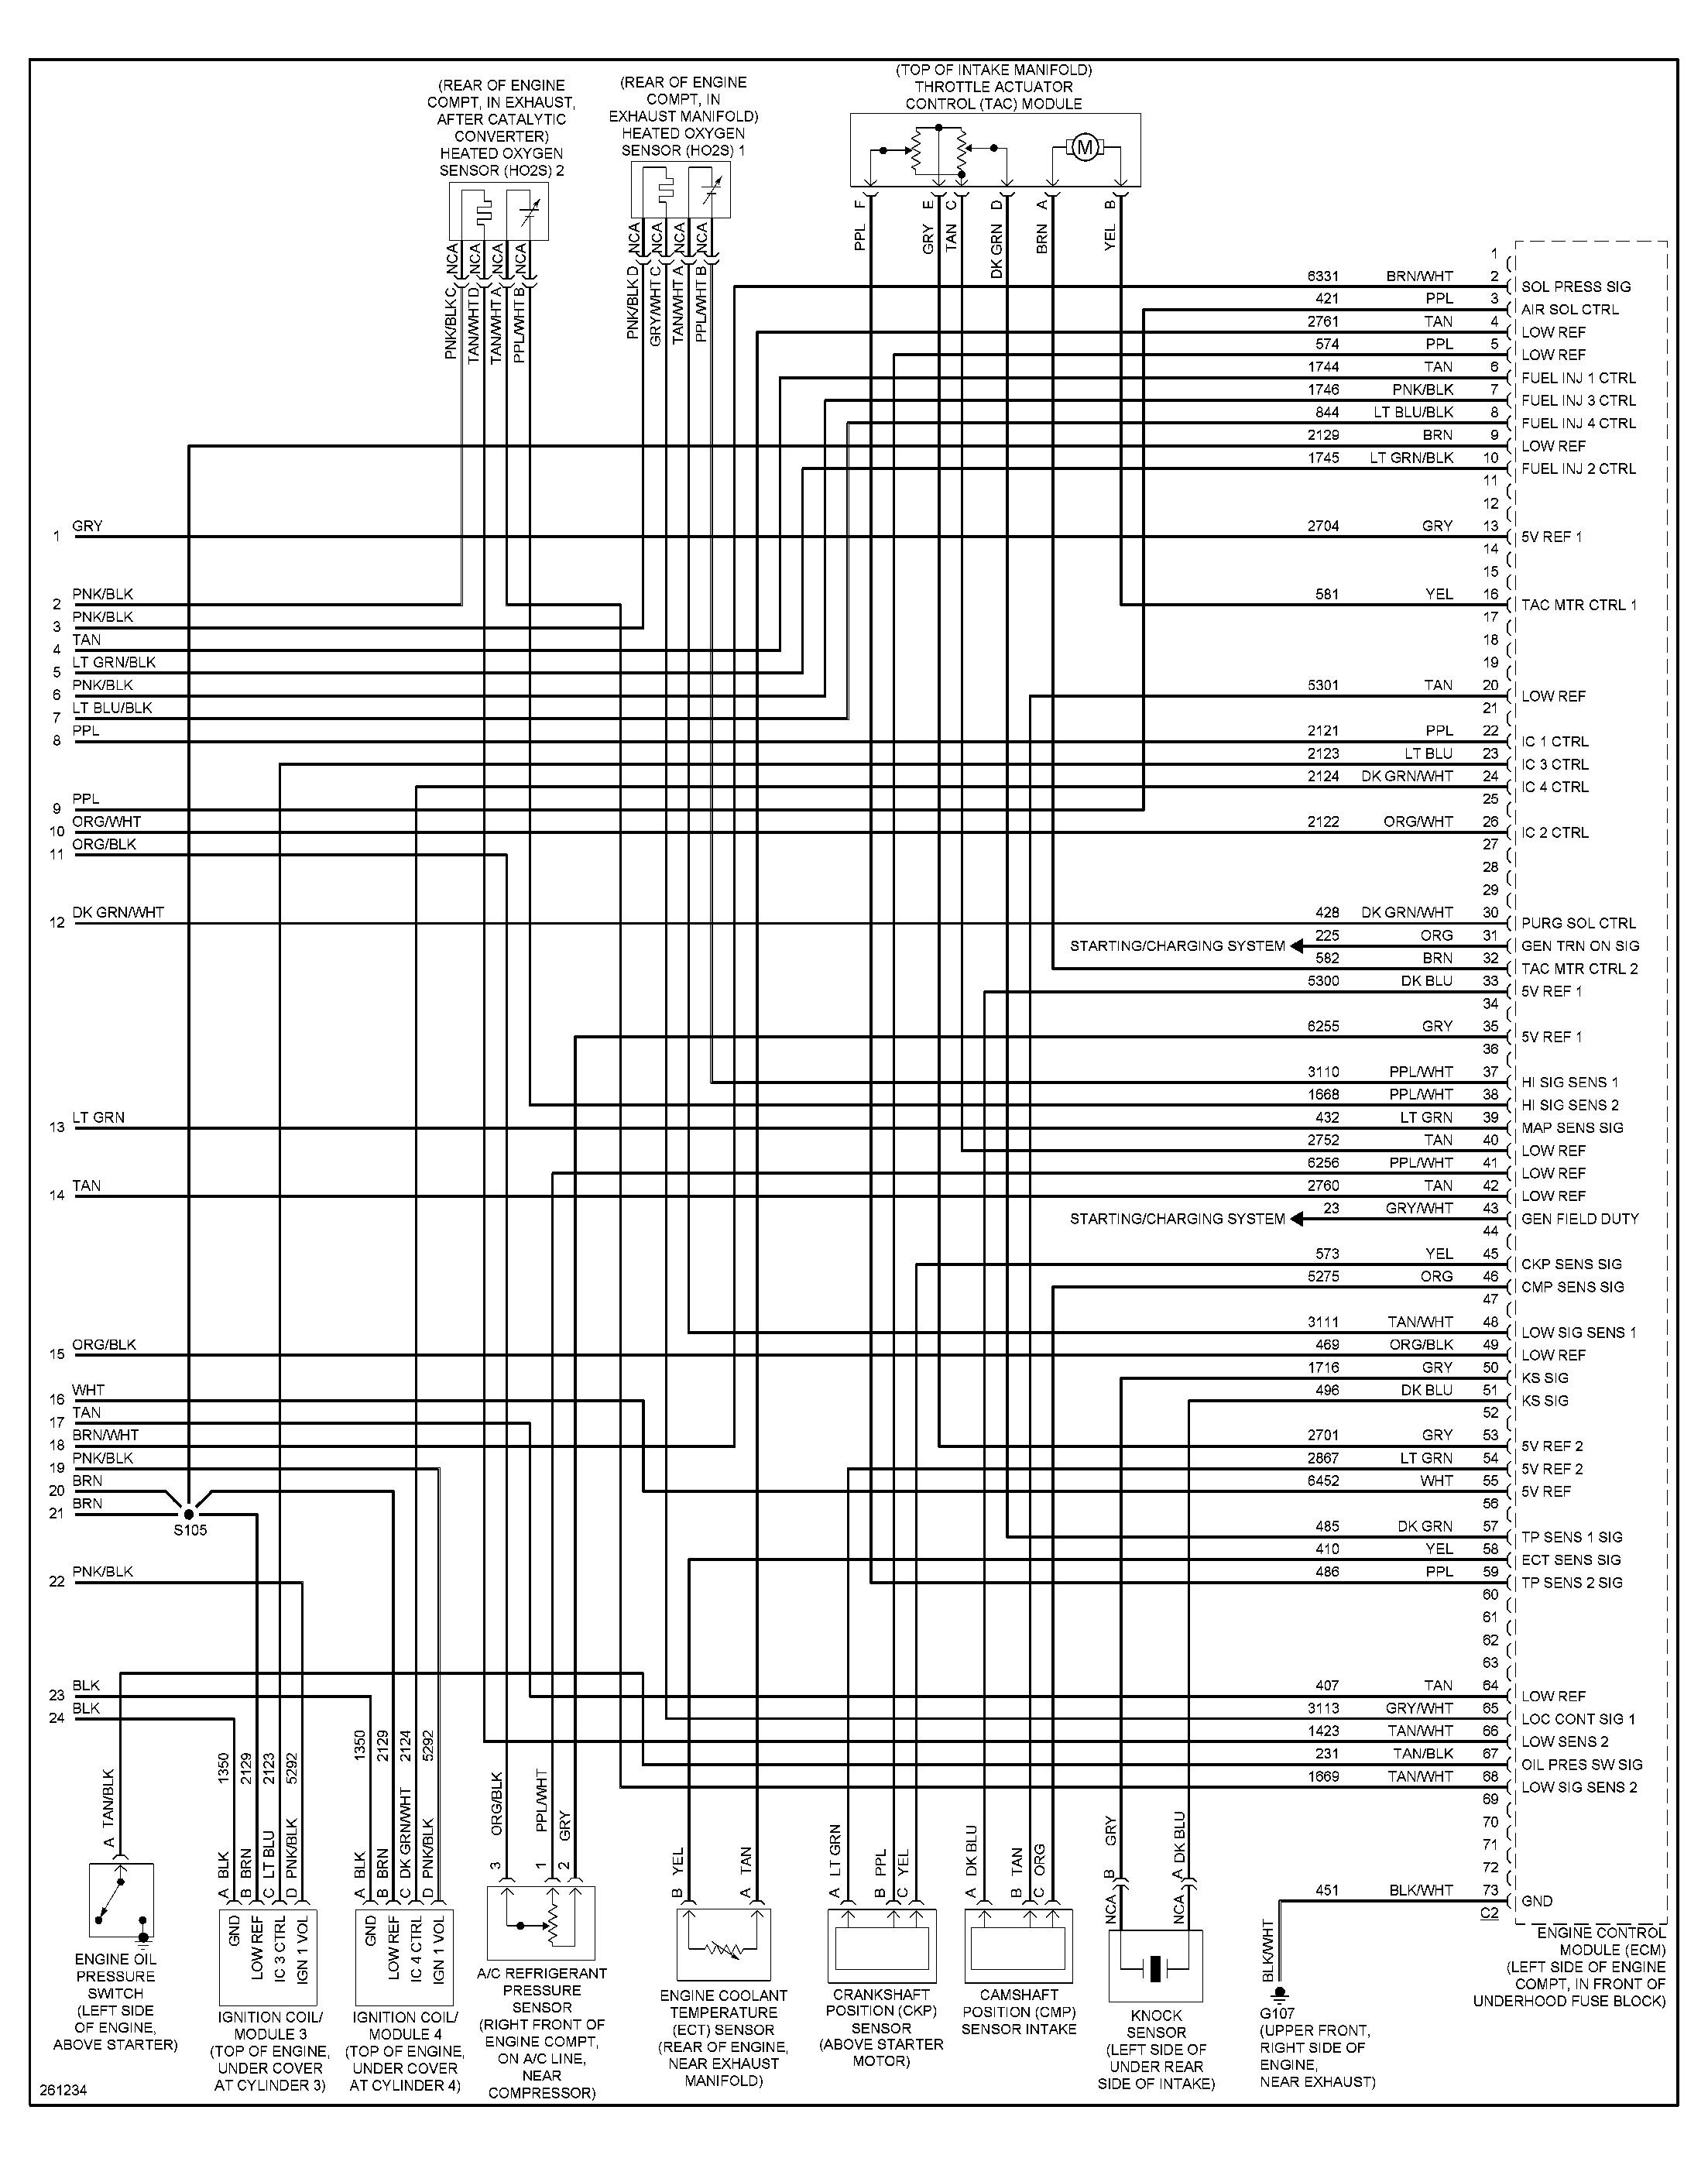 (REAR OF ENGINE
COMPT, IN EXHAUST,
AFTER CATALYTIC
CONVERTER)
HEATED OXYGEN
SENSOR (HO2S) 2
(REAR OF ENGINE
COMPT, IN
EXHAUST MANIFOLD)
HEATED OXYGEN
SENSOR (HO2S) 1
(TOP OF INTAKE MANIFOLD)
THROTTLE ACTUATOR
CONTROL (TAC) MODULE
M
NCA
NCA
NCA
NCA
PNK/BLK C
TAN/WHT D
TAN/WHT A
PPL/WHT B
NCA
NCA
NCA
NCA
PNK/BLK D
GRY/WHT C
TAN/WHT A
PPL/WHT B
PPL F
GRY E
TAN C
DK GRN D
BRN A
YEL B
1
6331 BRN/WHT 2 SOL PRESS SIG
421 PPL 3 AIR SOL CTRL
2761 TAN 4 LOW REF
574 PPL 5 LOW REF
1744 TAN 6 FUEL INJ 1 CTRL
1746 PNK/BLK 7 FUEL INJ 3 CTRL
844 LT BLU/BLK 8 FUEL INJ 4 CTRL
2129 BRN 9 LOW REF
1745 LT GRN/BLK 10 FUEL INJ 2 CTRL
11
12
2704 GRY 13 5V REF 1
14
15
581 YEL 16 TAC MTR CTRL 1
17
18
19
5301 TAN 20 LOW REF
21
2121 PPL 22 IC 1 CTRL
2123 LT BLU 23 IC 3 CTRL
2124 DK GRN/WHT 24 IC 4 CTRL
25
2122 ORG/WHT 26 IC 2 CTRL
27
28
29
428 DK GRN/WHT 30 PURG SOL CTRL
STARTING/CHARGING SYSTEM 225 ORG 31 GEN TRN ON SIG
582 BRN 32 TAC MTR CTRL 2
5300 DK BLU 33 5V REF 1
34
6255 GRY 35 5V REF 1
36
3110 PPL/WHT 37 HI SIG SENS 1
1668 PPL/WHT 38 HI SIG SENS 2
432 LT GRN 39 MAP SENS SIG
2752 TAN 40 LOW REF
6256 PPL/WHT 41 LOW REF
2760 TAN 42 LOW REF
STARTING/CHARGING SYSTEM 23 GRY/WHT 43 GEN FIELD DUTY
44
573 YEL 45 CKP SENS SIG
5275 ORG 46 CMP SENS SIG
47
3111 TAN/WHT 48 LOW SIG SENS 1
469 ORG/BLK 49 LOW REF
1716 GRY 50 KS SIG
496 DK BLU 51 KS SIG
52
2701 GRY 53 5V REF 2
2867 LT GRN 54 5V REF 2
6452 WHT 55 5V REF
56
485 DK GRN 57 TP SENS 1 SIG
410 YEL 58 ECT SENS SIG
486 PPL 59 TP SENS 2 SIG
60
61
62
63
407 TAN 64 LOW REF
3113 GRY/WHT 65 LOC CONT SIG 1
1423 TAN/WHT 66 LOW SENS 2
231 TAN/BLK 67 OIL PRES SW SIG
1669 TAN/WHT 68 LOW SIG SENS 2
69
70
71
72
451 BLK/WHT 73 GND
C2
ENGINE CONTROL
MODULE (ECM)
(LEFT SIDE OF ENGINE
COMPT, IN FRONT OF
UNDERHOOD FUSE BLOCK)
1 GRY
2 PNK/BLK
3 PNK/BLK
4 TAN
5 LT GRN/BLK
6 PNK/BLK
7 LT BLU/BLK
8 PPL
9 PPL
10 ORG/WHT
11 ORG/BLK
12 DK GRN/WHT
13 LT GRN
14 TAN
15 ORG/BLK
16 WHT
17 TAN
18 BRN/WHT
19 PNK/BLK
20 BRN
21 BRN
S105
22 PNK/BLK
23 BLK
24 BLK
A TAN/BLK
ENGINE OIL
PRESSURE
SWITCH
(LEFT SIDE
OF ENGINE,
ABOVE STARTER)
1350
2129
2123
5292
A BLK
B BRN
C LT BLU
D PNK/BLK
GND
LOW REF
IC 3 CTRL
IGN 1 VOL
IGNITION COIL/
MODULE 3
(TOP OF ENGINE,
UNDER COVER
AT CYLINDER 3)
1350
2129
2124
5292
A BLK
B BRN
C DK GRN/WHT
D PNK/BLK
GND
LOW REF
IC 4 CTRL
IGN 1 VOL
IGNITION COIL/
MODULE 4
(TOP OF ENGINE,
UNDER COVER
AT CYLINDER 4)
3 ORG/BLK
1 PPL/WHT
2 GRY
A/C REFRIGERANT
PRESSURE
SENSOR
(RIGHT FRONT OF
ENGINE COMPT,
ON A/C LINE,
NEAR
COMPRESSOR)
B YEL
A TAN
ENGINE COOLANT
TEMPERATURE
(ECT) SENSOR
(REAR OF ENGINE,
NEAR EXHAUST
MANIFOLD)
A LT GRN
B PPL
C YEL
CRANKSHAFT
POSITION (CKP)
SENSOR
(ABOVE STARTER
MOTOR)
A DK BLU
B TAN
C ORG
CAMSHAFT
POSITION (CMP)
SENSOR INTAKE
NCA B GRY
NCA A DK BLU
KNOCK
SENSOR
(LEFT SIDE OF
UNDER REAR
SIDE OF INTAKE)
BLK/WHT
G107
(UPPER FRONT,
RIGHT SIDE OF
ENGINE,
NEAR EXHAUST)
261234